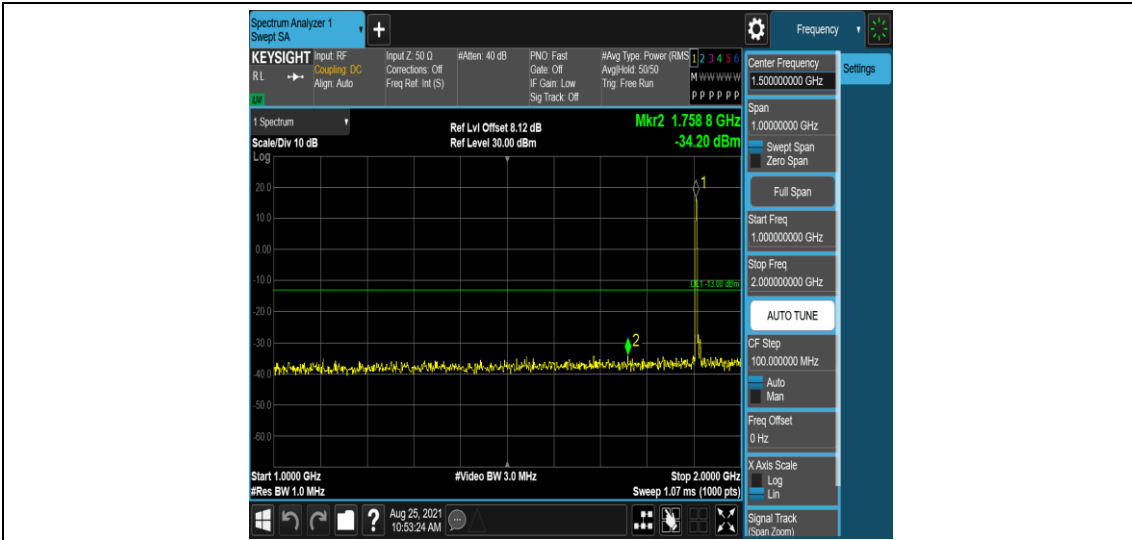 Spectrum Analyzer 1
Swept SA
+
Frequency
KEYSIGHT
RL
LXI
Input: RF
Coupling: DC
Align: Auto
Input Z: 50 Ω
Corrections: Off
Freq Ref: Int (S)
#Atten: 40 dB
PNO: Fast
Gate: Off
IF Gain: Low
Sig Track: Off
#Avg Type: Power (RMS
Avg|Hold: 50/50
Trig: Free Run
1 2 3 4 5 6
M W W W W W
P P P P P P
1 Spectrum
Scale/Div 10 dB
Log
Ref Lvl Offset 8.12 dB
Ref Level 30.00 dBm
Mkr2 1.758 8 GHz
-34.20 dBm
1
20.0
10.0
0.00
-10.0
DL1 -13.00 dBm
-20.0
2
-30.0
-40.0
-50.0
-60.0
Start 1.0000 GHz
#Video BW 3.0 MHz
Stop 2.0000 GHz
#Res BW 1.0 MHz
Sweep 1.07 ms (1000 pts)
?
Aug 25, 2021
10:53:24 AM
Center Frequency
1.500000000 GHz
Settings
Span
1.00000000 GHz
Swept Span
Zero Span
Full Span
Start Freq
1.000000000 GHz
Stop Freq
2.000000000 GHz
AUTO TUNE
CF Step
100.000000 MHz
Auto
Man
Freq Offset
0 Hz
X Axis Scale
Log
Lin
Signal Track
(Span Zoom)